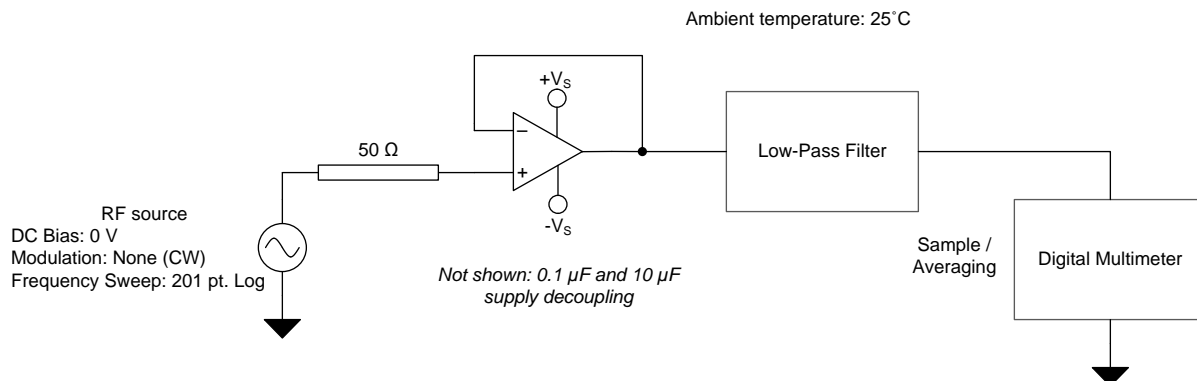 Ambient temperature: 25˚C
+VS
50 Ω
−
+
-VS
Low-Pass Filter
RF source
DC Bias: 0 V
Modulation: None (CW)
Frequency Sweep: 201 pt. Log
Not shown: 0.1 µF and 10 µF
supply decoupling
Sample /
Averaging
Digital Multimeter